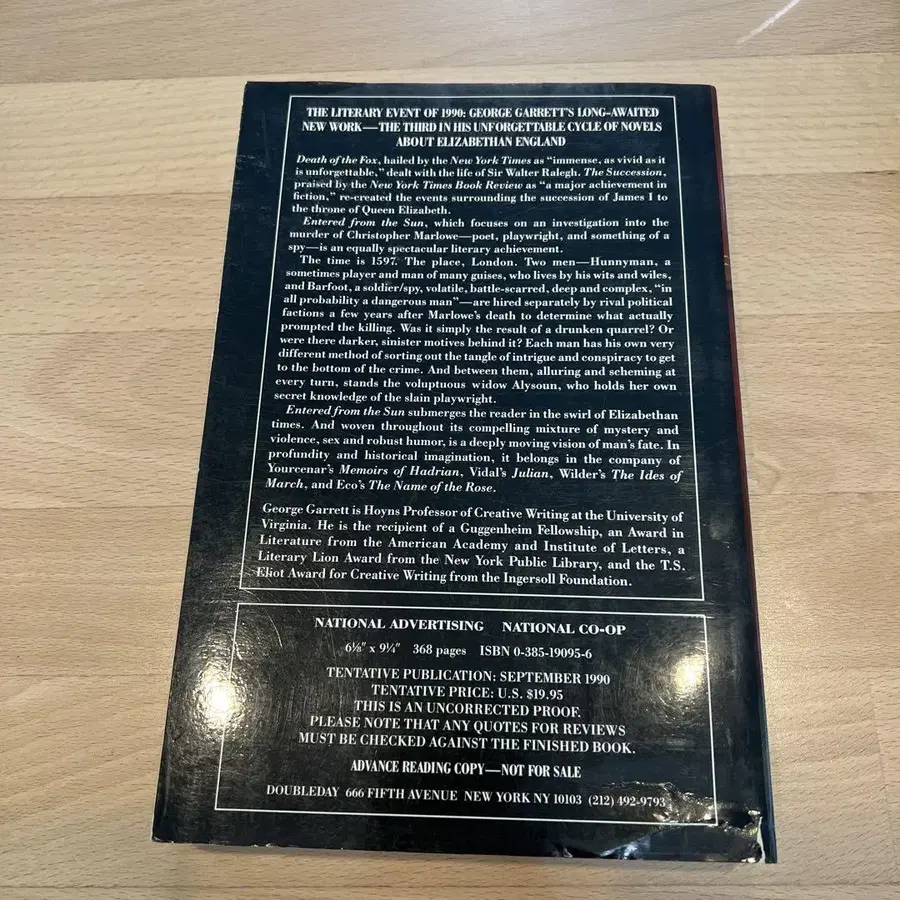 THE LITERARY EVENT OF 1990: GEORGE GARRETT'S LONG-AWAITED
NEW WORK—THE THIRD IN HIS UNFORGETTABLE CYCLE OF NOVELS
ABOUT ELIZABETHAN ENGLAND
Death of the Fox, hailed by the New York Times as "immense, as vivid as it
is unforgettable," dealt with the life of Sir Walter Ralegh. The Succession,
praised by the New York Times Book Review as "a major achievement in
fiction," re-created the events surrounding the succession of James I to
the throne of Queen Elizabeth.
Entered from the Sun, which focuses on an investigation into the
murder of Christopher Marlowe—poet, playwright, and something of a
spy—is an equally spectacular literary achievement.
The time is 1597. The place, London. Two men—Hunnyman, a
sometimes player and man of many guises, who lives by his wits and wiles,
and Barfoot, a soldier/spy, volatile, battle-scarred, deep and complex, "in
all probability a dangerous man"—are hired separately by rival political
factions a few years after Marlowe's death to determine what actually
prompted the killing. Was it simply the result of a drunken quarrel? Or
were there darker, sinister motives behind it? Each man has his own very
different method of sorting out the tangle of intrigue and conspiracy to get
to the bottom of the crime. And between them, alluring and scheming at
every turn, stands the voluptuous widow Alysoun, who holds her own
secret knowledge of the slain playwright.
Entered from the Sun submerges the reader in the swirl of Elizabethan
times. And woven throughout its compelling mixture of mystery and
violence, sex and robust humor, is a deeply moving vision of man's fate. In
profundity and historical imagination, it belongs in the company of
Yourcenar's Memoirs of Hadrian, Vidal's Julian, Wilder's The Ides of
March, and Eco's The Name of the Rose.
George Garrett is Hoyns Professor of Creative Writing at the University of
Virginia. He is the recipient of a Guggenheim Fellowship, an Award in
Literature from the American Academy and Institute of Letters, a
Literary Lion Award from the New York Public Library, and the T.S.
Eliot Award for Creative Writing from the Ingersoll Foundation.
NATIONAL ADVERTISING NATIONAL CO-OP
6⅛" x 9¼" 368 pages ISBN 0-385-19095-6
TENTATIVE PUBLICATION: SEPTEMBER 1990
TENTATIVE PRICE: U.S. $19.95
THIS IS AN UNCORRECTED PROOF.
PLEASE NOTE THAT ANY QUOTES FOR REVIEWS
MUST BE CHECKED AGAINST THE FINISHED BOOK.
ADVANCE READING COPY—NOT FOR SALE
DOUBLEDAY 666 FIFTH AVENUE NEW YORK NY 10103 (212) 492-9793